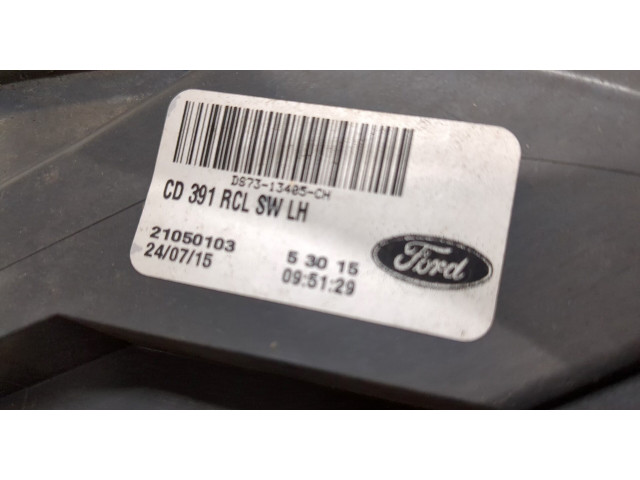 DS73-13405-CH
CD 391 RCL SW LH
21050103
24/07/15
5 30 15
09:51:29
Ford